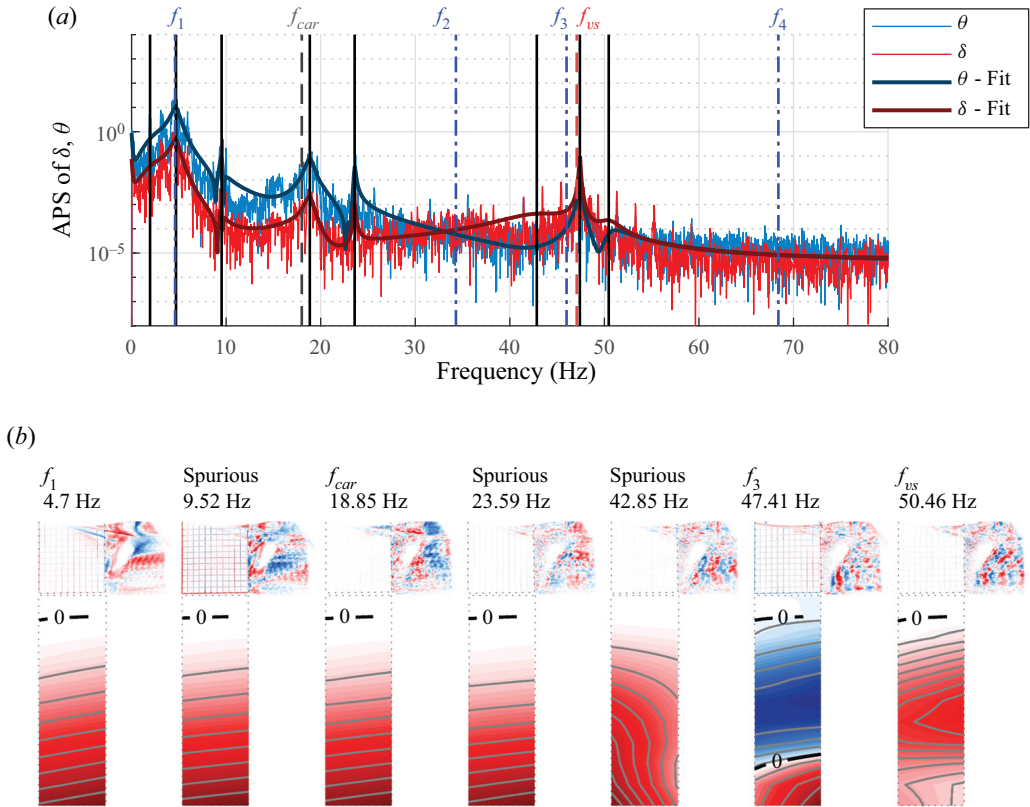 (a)
f1 fcar f2 f3 fvs f4
θ
δ
θ - Fit
δ - Fit
APS of δ, θ
10^0
10^-5
0 10 20 30 40 50 60 70 80
Frequency (Hz)
(b)
f1 Spurious fcar Spurious Spurious f3 fvs
4.7 Hz 9.52 Hz 18.85 Hz 23.59 Hz 42.85 Hz 47.41 Hz 50.46 Hz
0 0 0 0 0
0